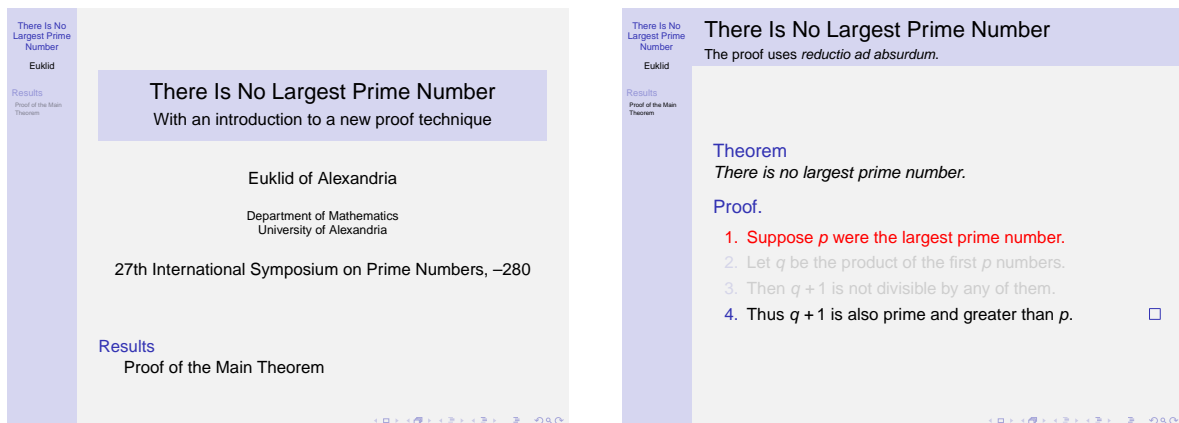 There Is No
Largest Prime
Number
Euklid
Results
Proof of the Main
Theorem
There Is No Largest Prime Number
With an introduction to a new proof technique
Euklid of Alexandria
Department of Mathematics
University of Alexandria
27th International Symposium on Prime Numbers, –280
Results
Proof of the Main Theorem
There Is No
Largest Prime
Number
Euklid
Results
Proof of the Main
Theorem
There Is No Largest Prime Number
The proof uses reductio ad absurdum.
Theorem
There is no largest prime number.
Proof.
1. Suppose p were the largest prime number.
2. Let q be the product of the first p numbers.
3. Then q + 1 is not divisible by any of them.
4. Thus q + 1 is also prime and greater than p.